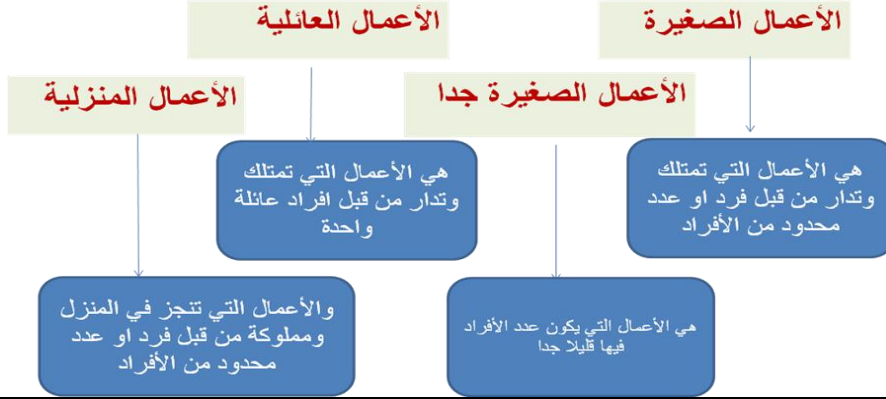 الأعمال الصغيرة
هي الأعمال التي تمتلك
وتدار من قبل فرد او عدد
محدود من الأفراد
الأعمال الصغيرة جدا
هي الأعمال التي يكون عدد الأفراد
فيها قليلا جدا
الأعمال العائلية
هي الأعمال التي تمتلك
وتدار من قبل افراد عائلة
واحدة
الأعمال المنزلية
والأعمال التي تنجز في المنزل
ومملوكة من قبل فرد او عدد
محدود من الأفراد